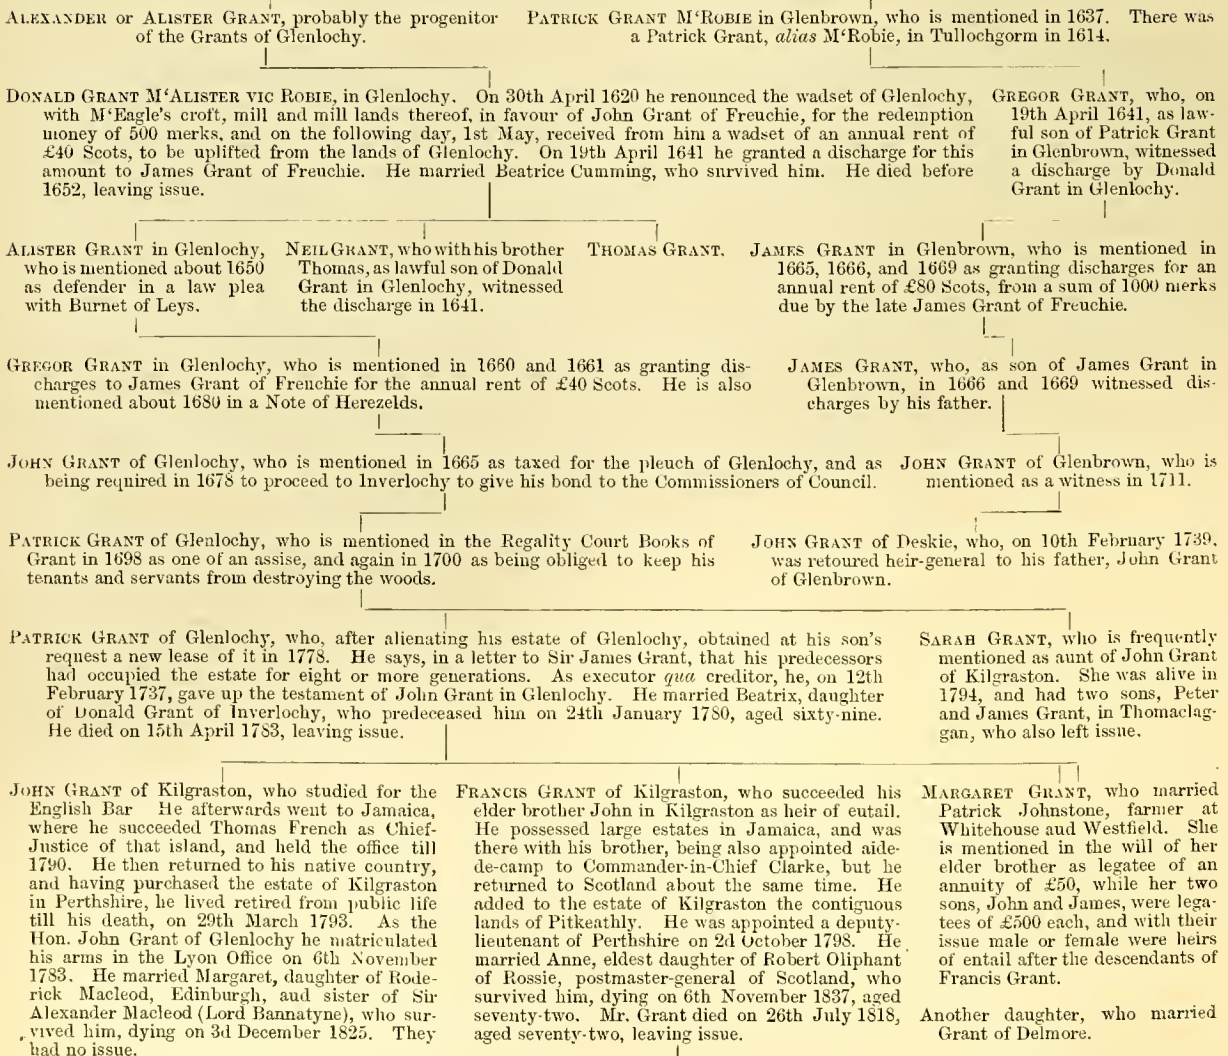 ALEXANDER or ALISTER GRANT, probably the progenitor
of the Grants of Glenlochy.
PATRICK GRANT M‘ROBIE in Glenbrown, who is mentioned in 1637. There was
a Patrick Grant, alias M‘Robie, in Tullochgorm in 1614.
DONALD GRANT M‘ALISTER VIC ROBIE, in Glenlochy. On 30th April 1620 he renounced the wadset of Glenlochy,
with M‘Eagle's croft, mill and mill lands thereof, in favour of John Grant of Freuchie, for the redemption
money of 500 merks, and on the following day, 1st May, received from him a wadset of an annual rent of
£40 Scots, to be uplifted from the lands of Glenlochy. On 19th April 1641 he granted a discharge for this
amount to James Grant of Freuchie. He married Beatrice Cumming, who survived him. He died before
1652, leaving issue.
GREGOR GRANT, who, on
19th April 1641, as law-
ful son of Patrick Grant
in Glenbrown, witnessed
a discharge by Donald
Grant in Glenlochy.
ALISTER GRANT in Glenlochy,
who is mentioned about 1650
as defender in a law plea
with Burnet of Leys.
NEIL GRANT, who with his brother
Thomas, as lawful son of Donald
Grant in Glenlochy, witnessed
the discharge in 1641.
THOMAS GRANT.
JAMES GRANT in Glenbrown, who is mentioned in
1665, 1666, and 1669 as granting discharges for an
annual rent of £80 Scots, from a sum of 1000 merks
due by the late James Grant of Freuchie.
GREGOR GRANT in Glenlochy, who is mentioned in 1660 and 1661 as granting dis-
charges to James Grant of Freuchie for the annual rent of £40 Scots. He is also
mentioned about 1680 in a Note of Herezelds.
JAMES GRANT, who, as son of James Grant in
Glenbrown, in 1666 and 1669 witnessed dis-
charges by his father.
JOHN GRANT of Glenlochy, who is mentioned in 1665 as taxed for the pleuch of Glenlochy, and as
being required in 1678 to proceed to Inverlochy to give his bond to the Commissioners of Council.
JOHN GRANT of Glenbrown, who is
mentioned as a witness in 1711.
PATRICK GRANT of Glenlochy, who is mentioned in the Regality Court Books of
Grant in 1698 as one of an assise, and again in 1700 as being obliged to keep his
tenants and servants from destroying the woods.
JOHN GRANT of Deskie, who, on 10th February 1739,
was retoured heir-general to his father, John Grant
of Glenbrown.
PATRICK GRANT of Glenlochy, who, after alienating his estate of Glenlochy, obtained at his son's
request a new lease of it in 1778. He says, in a letter to Sir James Grant, that his predecessors
had occupied the estate for eight or more generations. As executor qua creditor, he, on 12th
February 1737, gave up the testament of John Grant in Glenlochy. He married Beatrix, daughter
of Donald Grant of Inverlochy, who predeceased him on 24th January 1780, aged sixty-nine.
He died on 15th April 1783, leaving issue.
SARAH GRANT, who is frequently
mentioned as aunt of John Grant
of Kilgraston. She was alive in
1794, and had two sons, Peter
and James Grant, in Thomaclag-
gan, who also left issue.
JOHN GRANT of Kilgraston, who studied for the
English Bar He afterwards went to Jamaica,
where he succeeded Thomas French as Chief-
Justice of that island, and held the office till
1790. He then returned to his native country,
and having purchased the estate of Kilgraston
in Perthshire, he lived retired from public life
till his death, on 29th March 1793. As the
Hon. John Grant of Glenlochy he matriculated
his arms in the Lyon Office on 6th November
1783. He married Margaret, daughter of Rode-
rick Macleod, Edinburgh, and sister of Sir
Alexander Macleod (Lord Bannatyne), who sur-
vived him, dying on 3d December 1825. They
had no issue.
FRANCIS GRANT of Kilgraston, who succeeded his
elder brother John in Kilgraston as heir of entail.
He possessed large estates in Jamaica, and was
there with his brother, being also appointed aide-
de-camp to Commander-in-Chief Clarke, but he
returned to Scotland about the same time. He
added to the estate of Kilgraston the contiguous
lands of Pitkeathly. He was appointed a deputy-
lieutenant of Perthshire on 2d October 1798. He
married Anne, eldest daughter of Robert Oliphant
of Rossie, postmaster-general of Scotland, who
survived him, dying on 6th November 1837, aged
seventy-two. Mr. Grant died on 26th July 1818,
aged seventy-two, leaving issue.
MARGARET GRANT, who married
Patrick Johnstone, farmer at
Whitehouse and Westfield. She
is mentioned in the will of her
elder brother as legatee of an
annuity of £50, while her two
sons, John and James, were lega-
tees of £500 each, and with their
issue male or female were heirs
of entail after the descendants of
Francis Grant.
Another daughter, who married
Grant of Delmore.